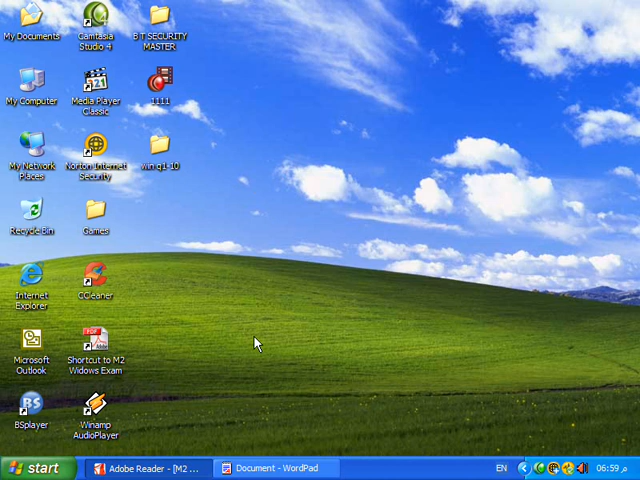 My Documents
Camtasia Studio 4
B T SECURITY MASTER
My Computer
Media Player Classic
1111
My Network Places
Norton Internet Security
win q1-10
Recycle Bin
Games
Internet Explorer
CCleaner
Microsoft Outlook
PDF
Shortcut to M2 Widows Exam
BS
BSplayer
Winamp AudioPlayer
start
Adobe Reader - [M2 ...
Document - WordPad
EN
06:59 م